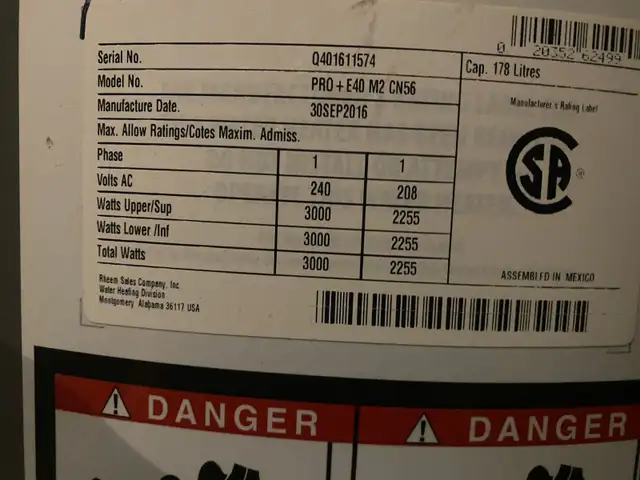 0 20352 62499
Serial No. Q401611574
Cap. 178 Litres
Model No. PRO+E40 M2 CN56
Manufacture Date. 30SEP2016
Manufacturer's Rating Label
Max. Allow Ratings/Cotes Maxim. Admiss.
Phase 1 1
Volts AC 240 208
Watts Upper/Sup 3000 2255
Watts Lower /Inf 3000 2255
Total Watts 3000 2255
SA ®
ASSEMBLED IN MEXICO
Rheem Sales Company, Inc
Water Heating Division
Montgomery Alabama 36117 USA
DANGER DANGER